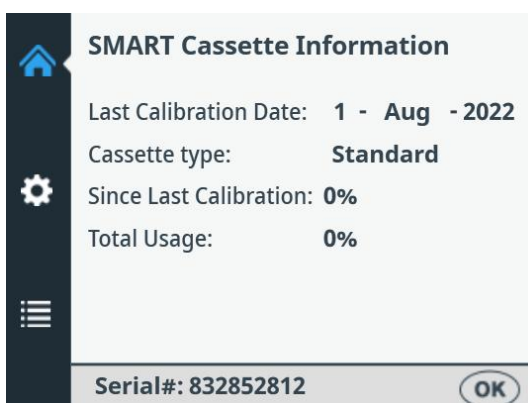 SMART Cassette Information
Last Calibration Date: 1 - Aug - 2022
Cassette type: Standard
Since Last Calibration: 0%
Total Usage: 0%
Serial#: 832852812
OK